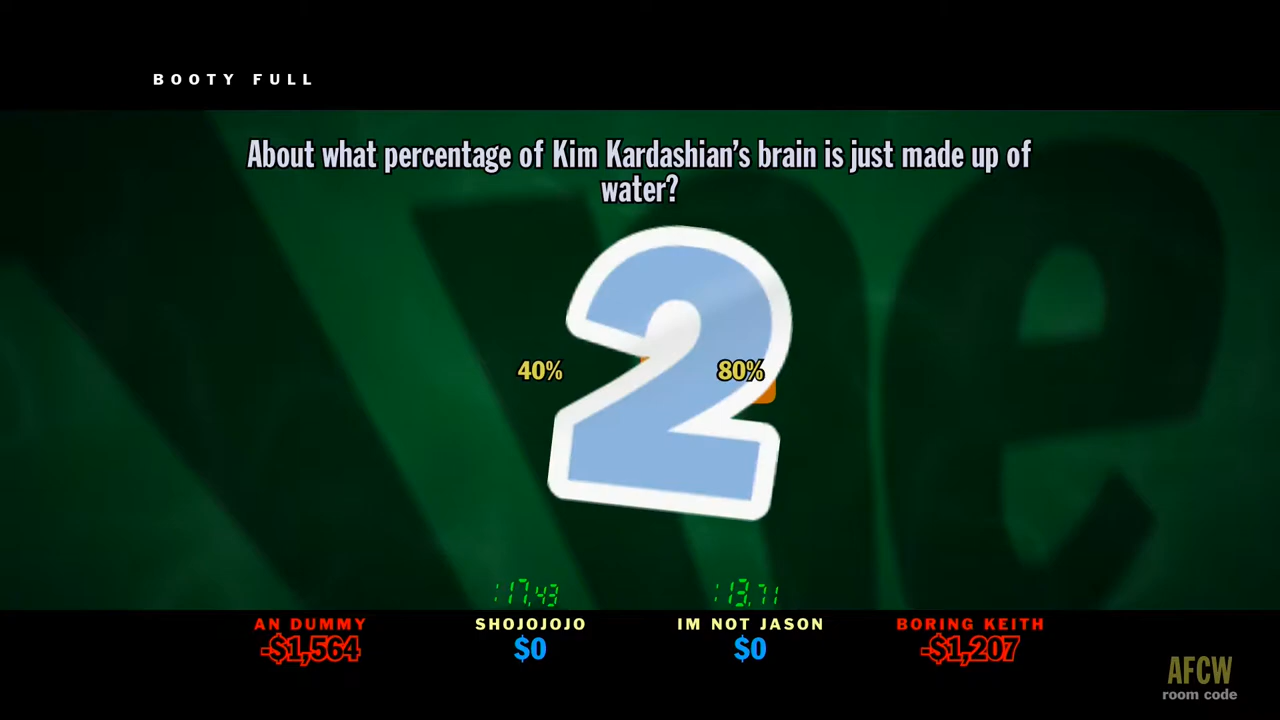 BOOTY FULL
About what percentage of Kim Kardashian's brain is just made up of
water?
2
40%
80%
:17.43
:13.71
AN DUMMY
SHOJOJOJO
IM NOT JASON
BORING KEITH
-$1,564
$0
$0
-$1,207
AFCW
room code